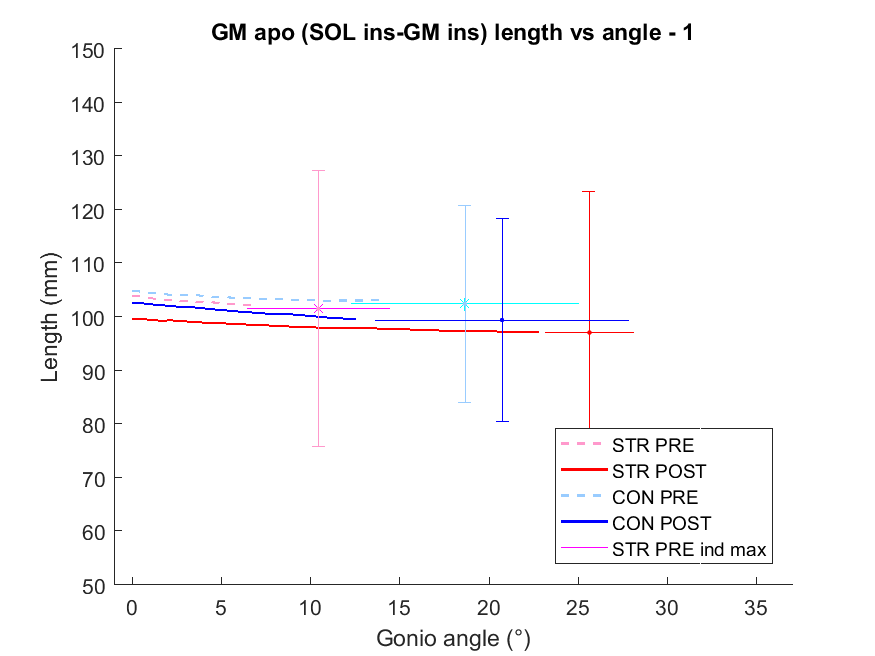 GM apo (SOL ins-GM ins) length vs angle - 1
150
140
130
120
110
100
90
80
70
60
50
Length (mm)
0 5 10 15 20 25 30 35
Gonio angle (°)
STR PRE
STR POST
CON PRE
CON POST
STR PRE ind max